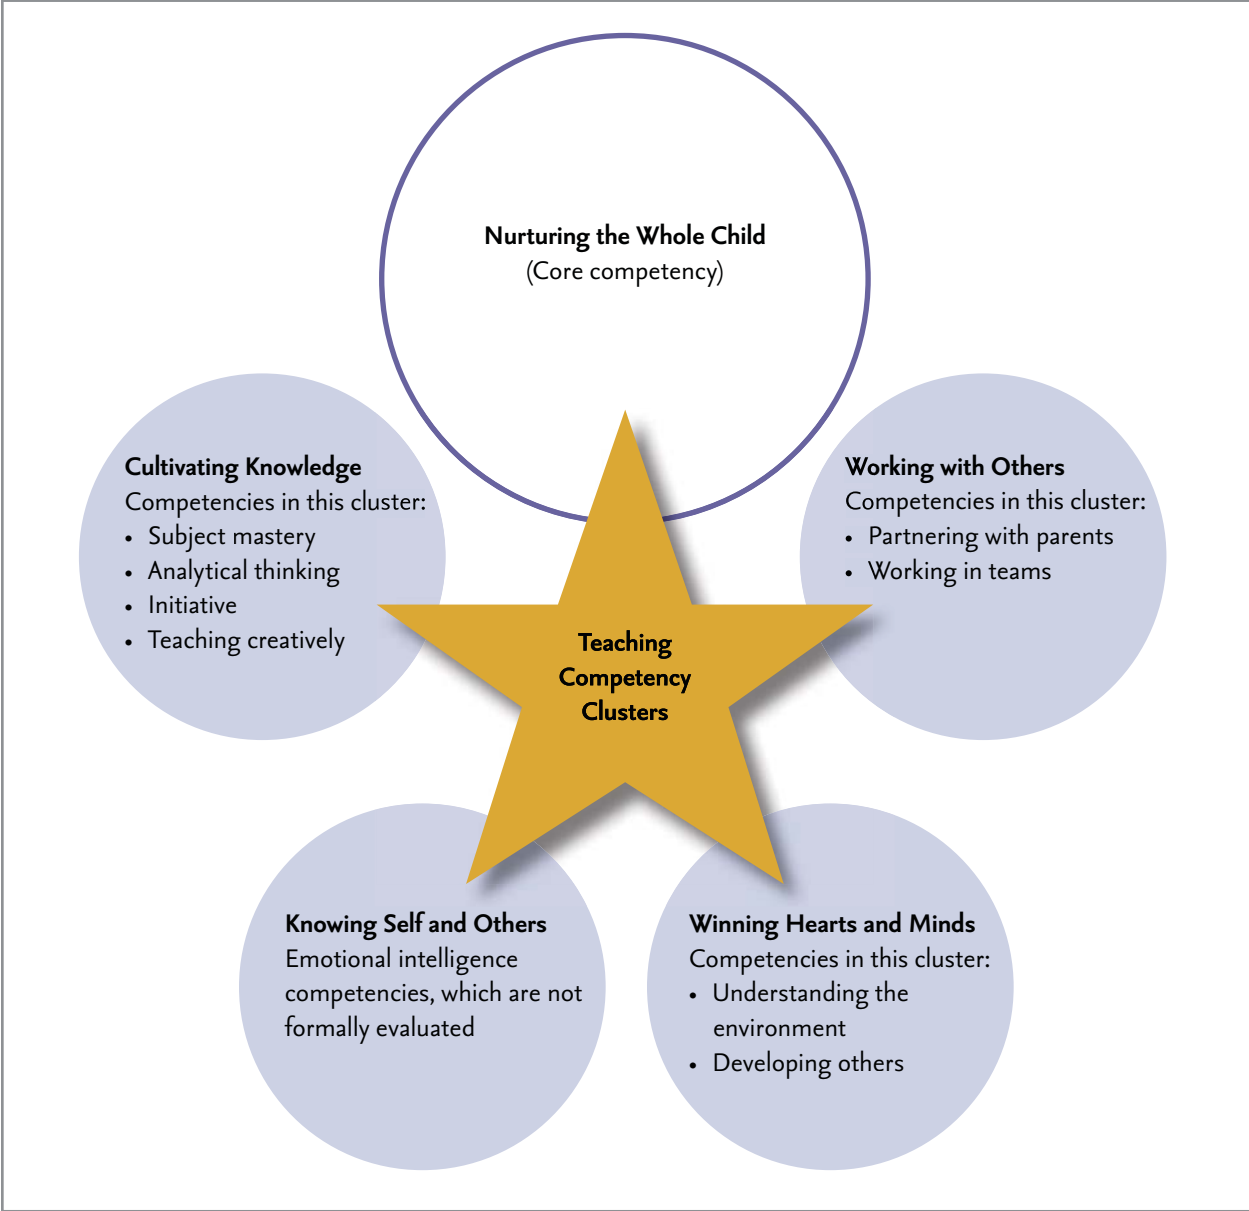 Nurturing the Whole Child
(Core competency)
Cultivating Knowledge
Competencies in this cluster:
• Subject mastery
• Analytical thinking
• Initiative
• Teaching creatively
Working with Others
Competencies in this cluster:
• Partnering with parents
• Working in teams
Teaching
Competency
Clusters
Knowing Self and Others
Emotional intelligence
competencies, which are not
formally evaluated
Winning Hearts and Minds
Competencies in this cluster:
• Understanding the
environment
• Developing others